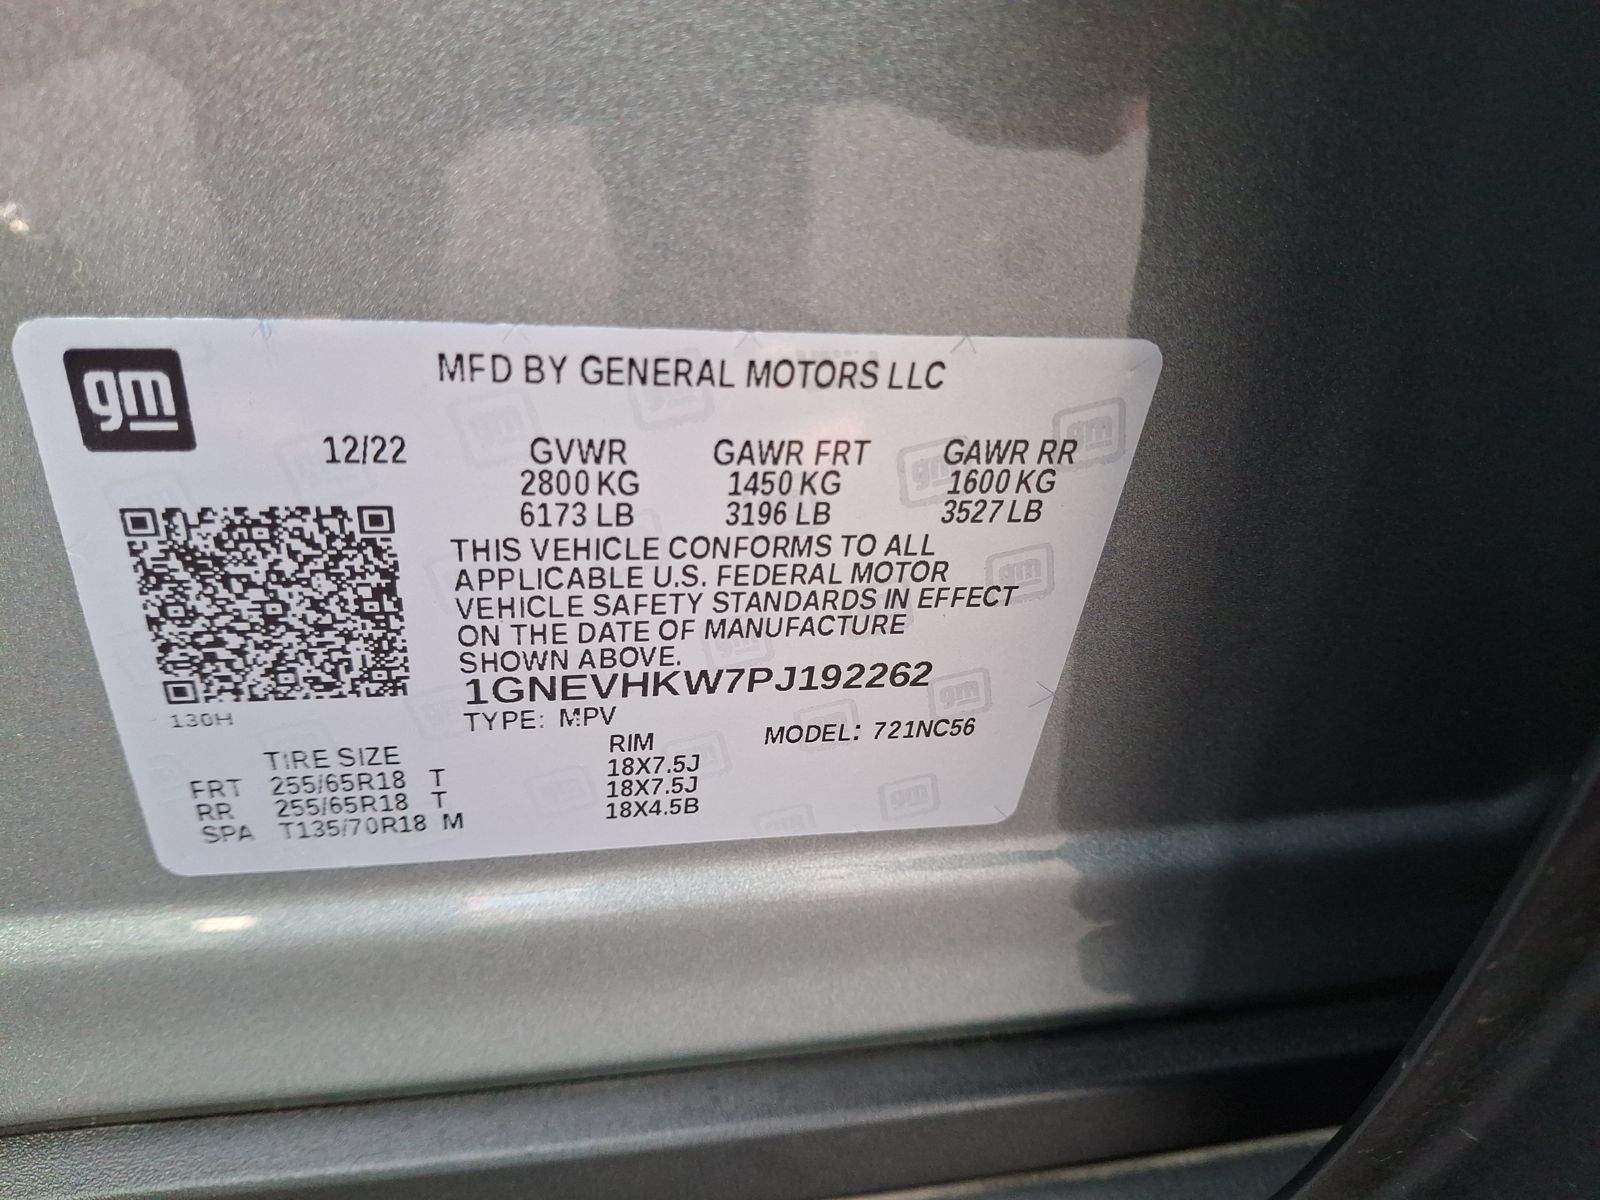 gm
MFD BY GENERAL MOTORS LLC
12/22 GVWR GAWR FRT GAWR RR
2800 KG 1450 KG 1600 KG
6173 LB 3196 LB 3527 LB
THIS VEHICLE CONFORMS TO ALL
APPLICABLE U.S. FEDERAL MOTOR
VEHICLE SAFETY STANDARDS IN EFFECT
ON THE DATE OF MANUFACTURE
SHOWN ABOVE.
1GNEVHKW7PJ192262
130H
TYPE: MPV MODEL: 721NC56
TIRE SIZE RIM
FRT 255/65R18 T 18X7.5J
RR 255/65R18 T 18X7.5J
SPA T135/70R18 M 18X4.5B